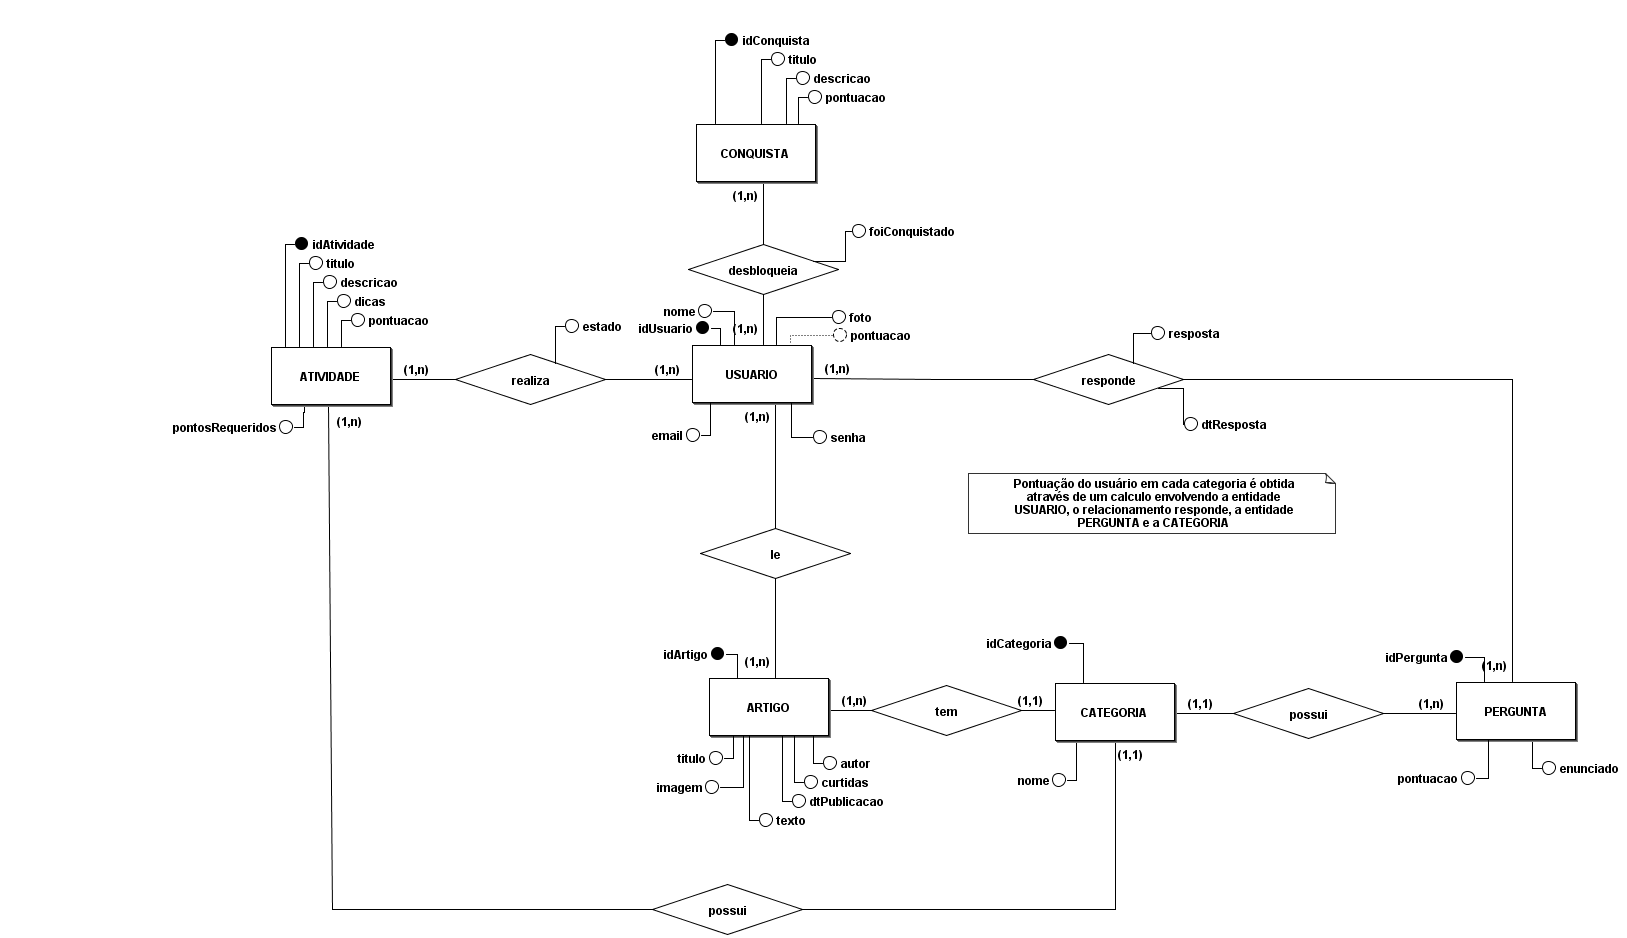 idConquista
titulo
descricao
pontuacao
CONQUISTA
(1,n)
foiConquistado
desbloqueia
idAtividade
titulo
descricao
dicas
pontuacao
ATIVIDADE
(1,n)
pontosRequeridos
(1,n)
estado
realiza
(1,n)
nome
idUsuario
(1,n)
foto
pontuacao
USUARIO
(1,n)
email
(1,n)
senha
resposta
responde
dtResposta
Pontuação do usuário em cada categoria é obtida
através de um calculo envolvendo a entidade
USUARIO, o relacionamento responde, a entidade
PERGUNTA e a CATEGORIA
le
idArtigo
(1,n)
ARTIGO
(1,n)
titulo
imagem
autor
curtidas
dtPublicacao
texto
tem
(1,1)
idCategoria
CATEGORIA
(1,1)
(1,1)
nome
possui
(1,n)
idPergunta
(1,n)
PERGUNTA
pontuacao
enunciado
possui